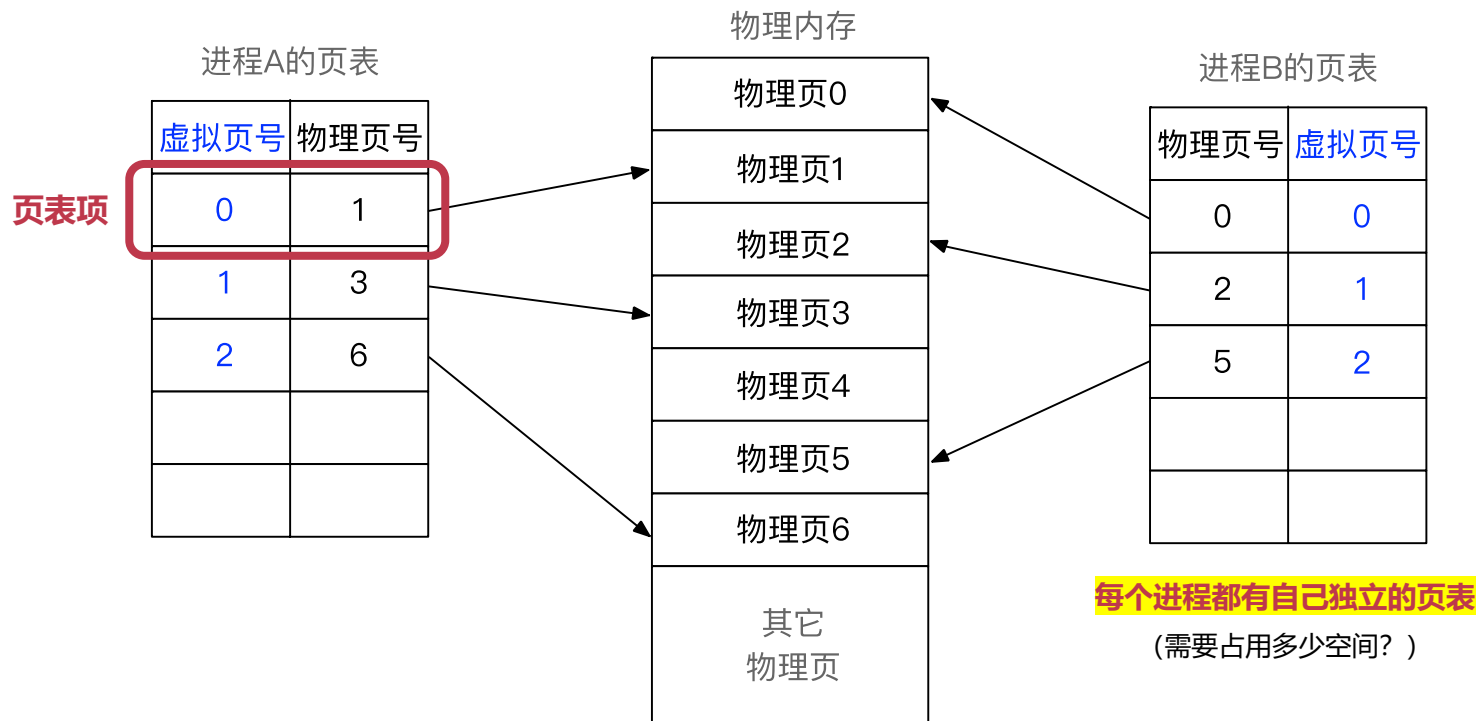 进程A的页表
虚拟页号 物理页号
页表项
0 1
1 3
2 6
物理内存
物理页0
物理页1
物理页2
物理页3
物理页4
物理页5
物理页6
其它
物理页
进程B的页表
物理页号 虚拟页号
0 0
2 1
5 2
每个进程都有自己独立的页表
(需要占用多少空间？)